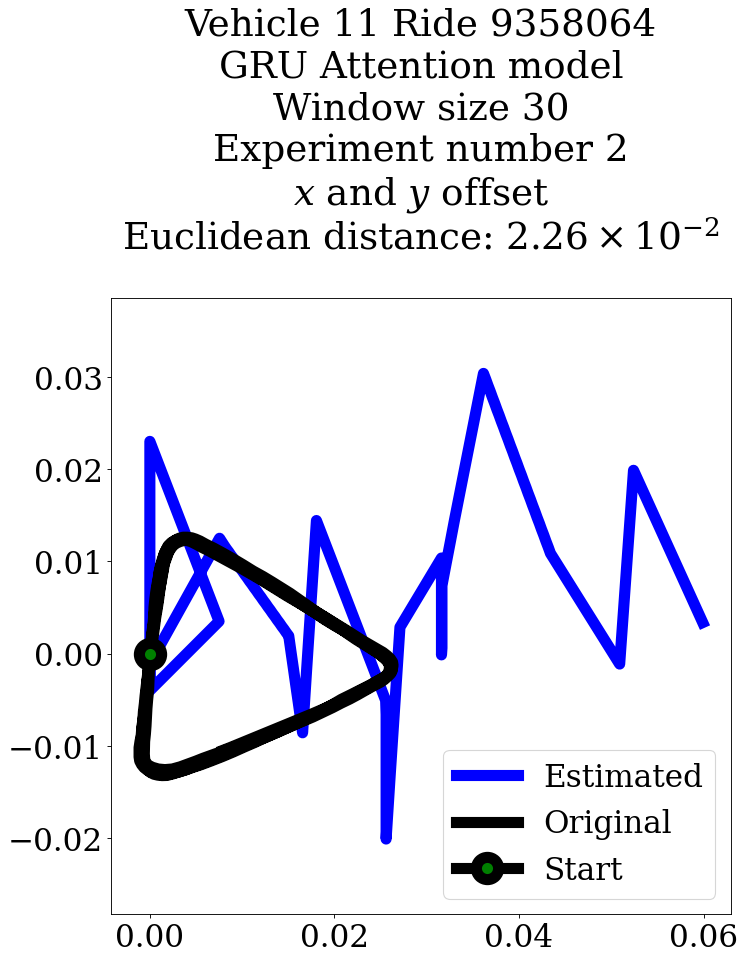 Vehicle 11 Ride 9358064
GRU Attention model
Window size 30
Experiment number 2
x and y offset
Euclidean distance: 2.26 × 10⁻²
0.03
0.02
0.01
0.00
−0.01
−0.02
Estimated
Original
Start
0.00 0.02 0.04 0.06